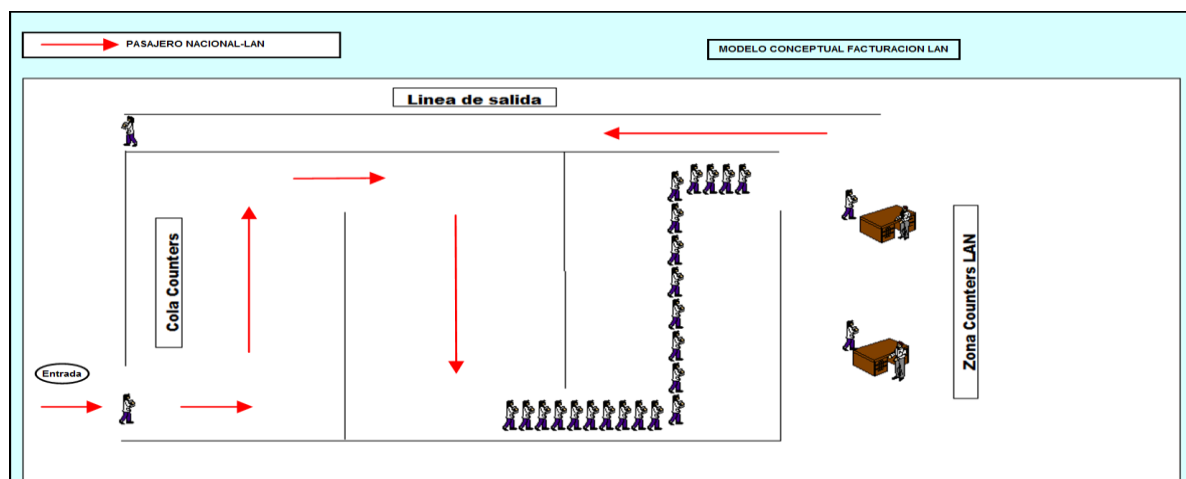 PASAJERO NACIONAL-LAN
MODELO CONCEPTUAL FACTURACION LAN
Linea de salida
Cola Counters
Zona Counters LAN
Entrada